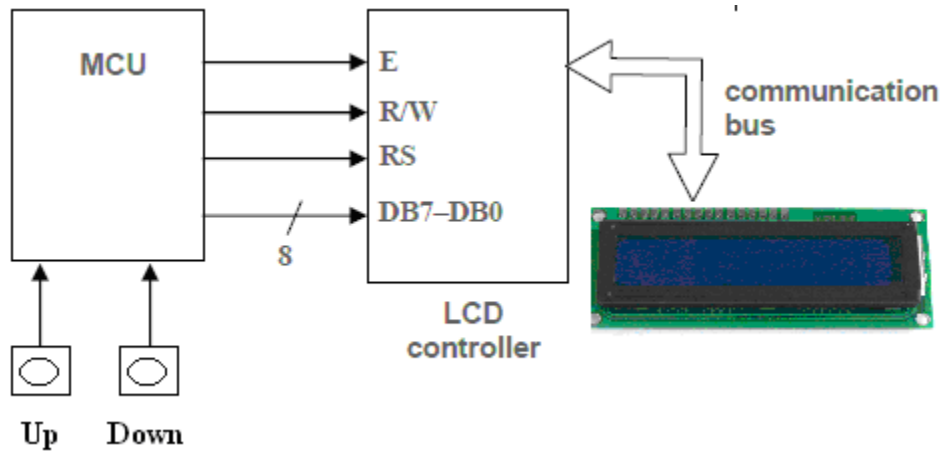 MCU
E
R/W
RS
DB7–DB0
8
communication
bus
LCD
controller
Up
Down